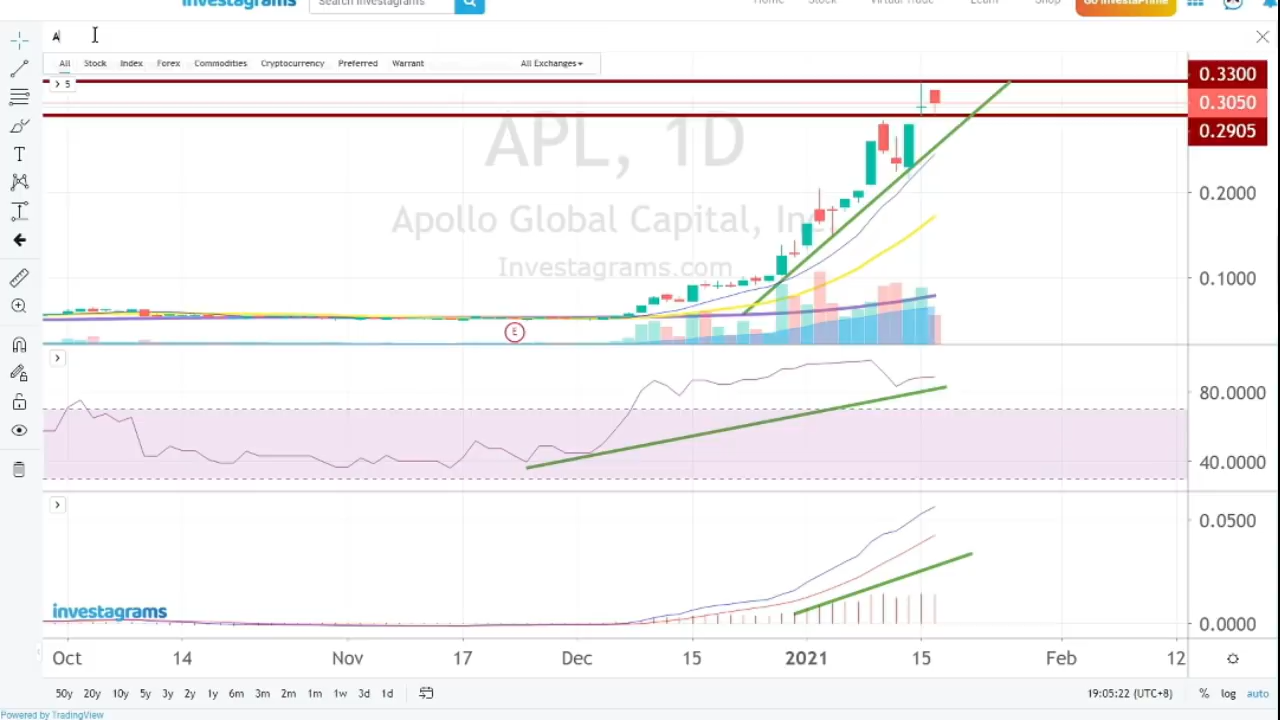 investagrams
Search Investagrams
Home
Stock
Virtual Trade
Learn
Shop
Go InvestaPrime
A
All
Stock
Index
Forex
Commodities
Cryptocurrency
Preferred
Warrant
All Exchanges
5
0.3300
0.3050
0.2905
0.2000
0.1000
APL, 1D
Apollo Global Capital, Inc.
Investagrams.com
E
80.0000
40.0000
0.0500
0.0000
investagrams
Oct
14
Nov
17
Dec
15
2021
15
Feb
12
50y
20y
10y
5y
3y
2y
1y
6m
3m
2m
1m
1w
3d
1d
19:05:22 (UTC+8)
%
log
auto
Powered by TradingView